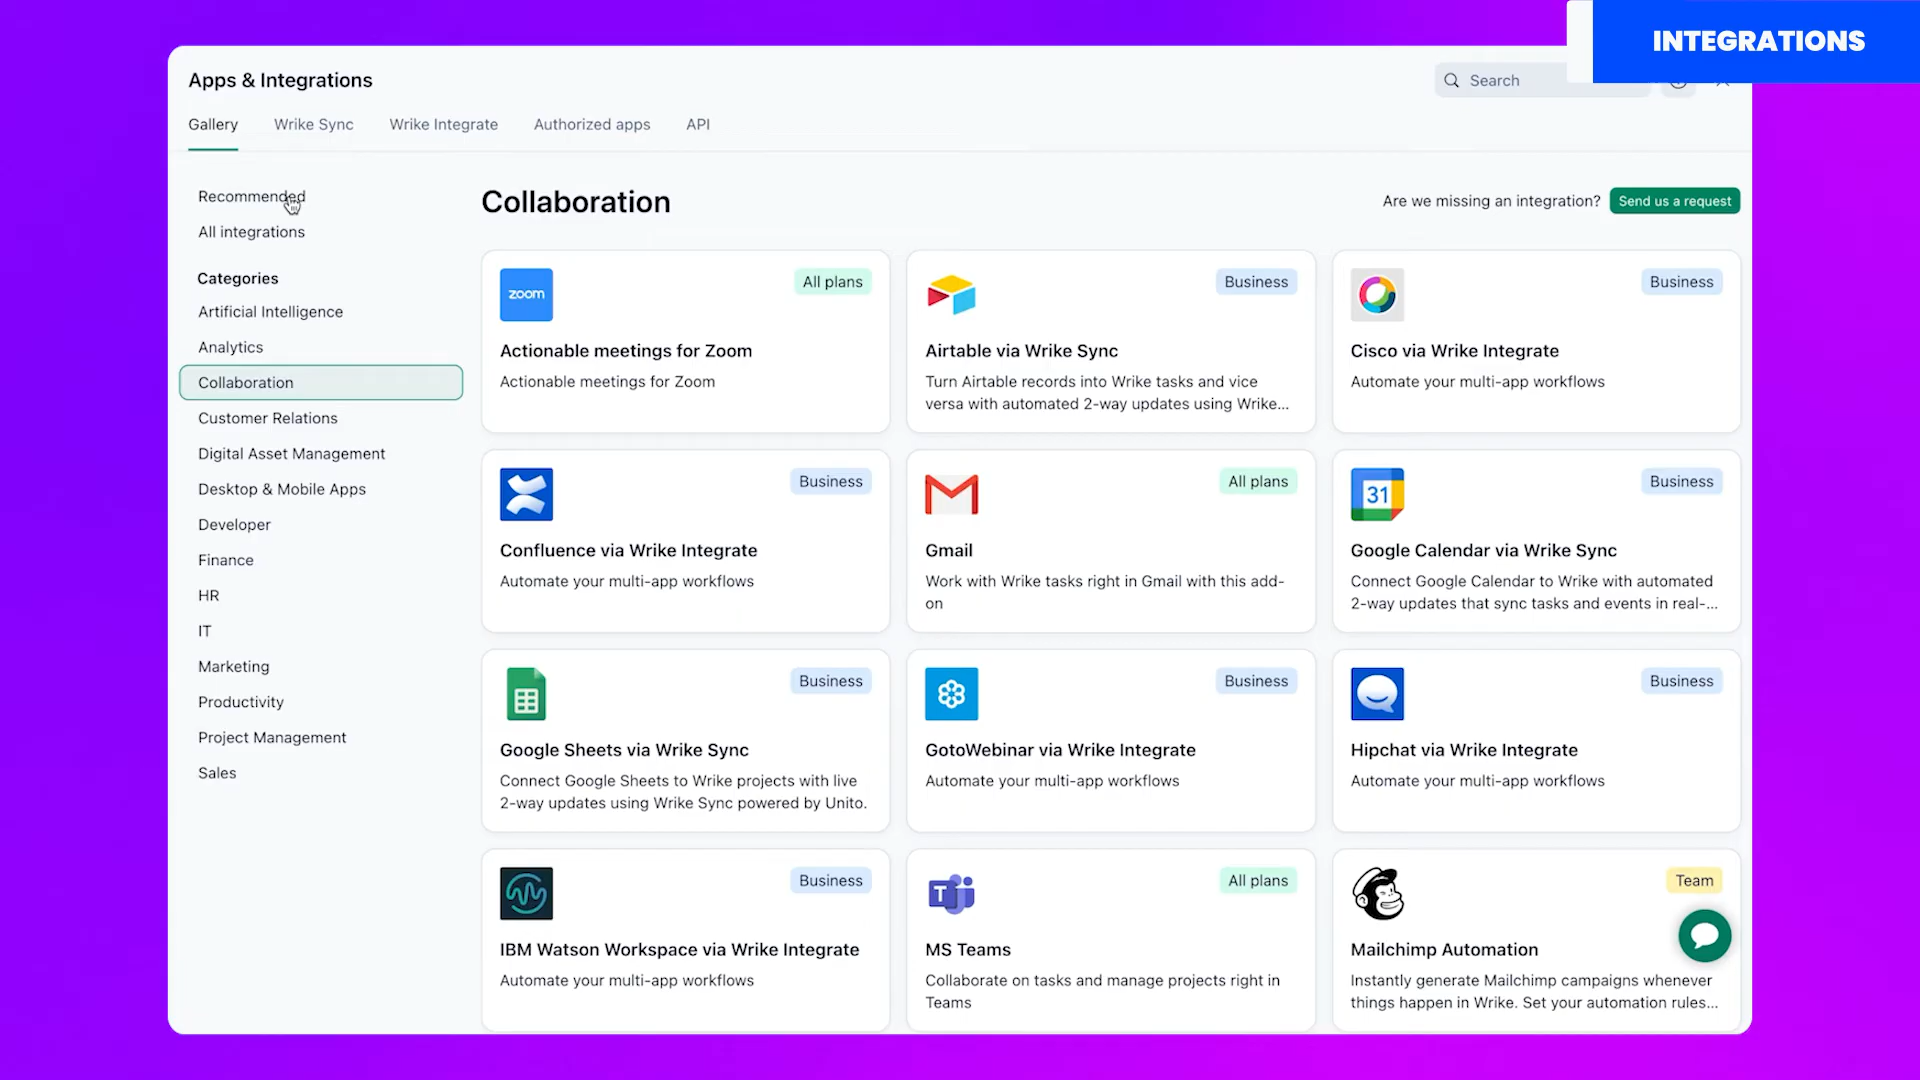 INTEGRATIONS
Apps & Integrations
Search
Gallery
Wrike Sync
Wrike Integrate
Authorized apps
API
Recommended
All integrations
Categories
Artificial Intelligence
Analytics
Collaboration
Customer Relations
Digital Asset Management
Desktop & Mobile Apps
Developer
Finance
HR
IT
Marketing
Productivity
Project Management
Sales
Collaboration
Are we missing an integration?
Send us a request
zoom
All plans
Actionable meetings for Zoom
Actionable meetings for Zoom
Business
Airtable via Wrike Sync
Turn Airtable records into Wrike tasks and vice
versa with automated 2-way updates using Wrike...
Business
Cisco via Wrike Integrate
Automate your multi-app workflows
Business
Confluence via Wrike Integrate
Automate your multi-app workflows
All plans
Gmail
Work with Wrike tasks right in Gmail with this add-
on
31
Business
Google Calendar via Wrike Sync
Connect Google Calendar to Wrike with automated
2-way updates that sync tasks and events in real-...
Business
Google Sheets via Wrike Sync
Connect Google Sheets to Wrike projects with live
2-way updates using Wrike Sync powered by Unito.
Business
GotoWebinar via Wrike Integrate
Automate your multi-app workflows
Business
Hipchat via Wrike Integrate
Automate your multi-app workflows
Business
IBM Watson Workspace via Wrike Integrate
Automate your multi-app workflows
T
All plans
MS Teams
Collaborate on tasks and manage projects right in
Teams
Team
Mailchimp Automation
Instantly generate Mailchimp campaigns whenever
things happen in Wrike. Set your automation rules...